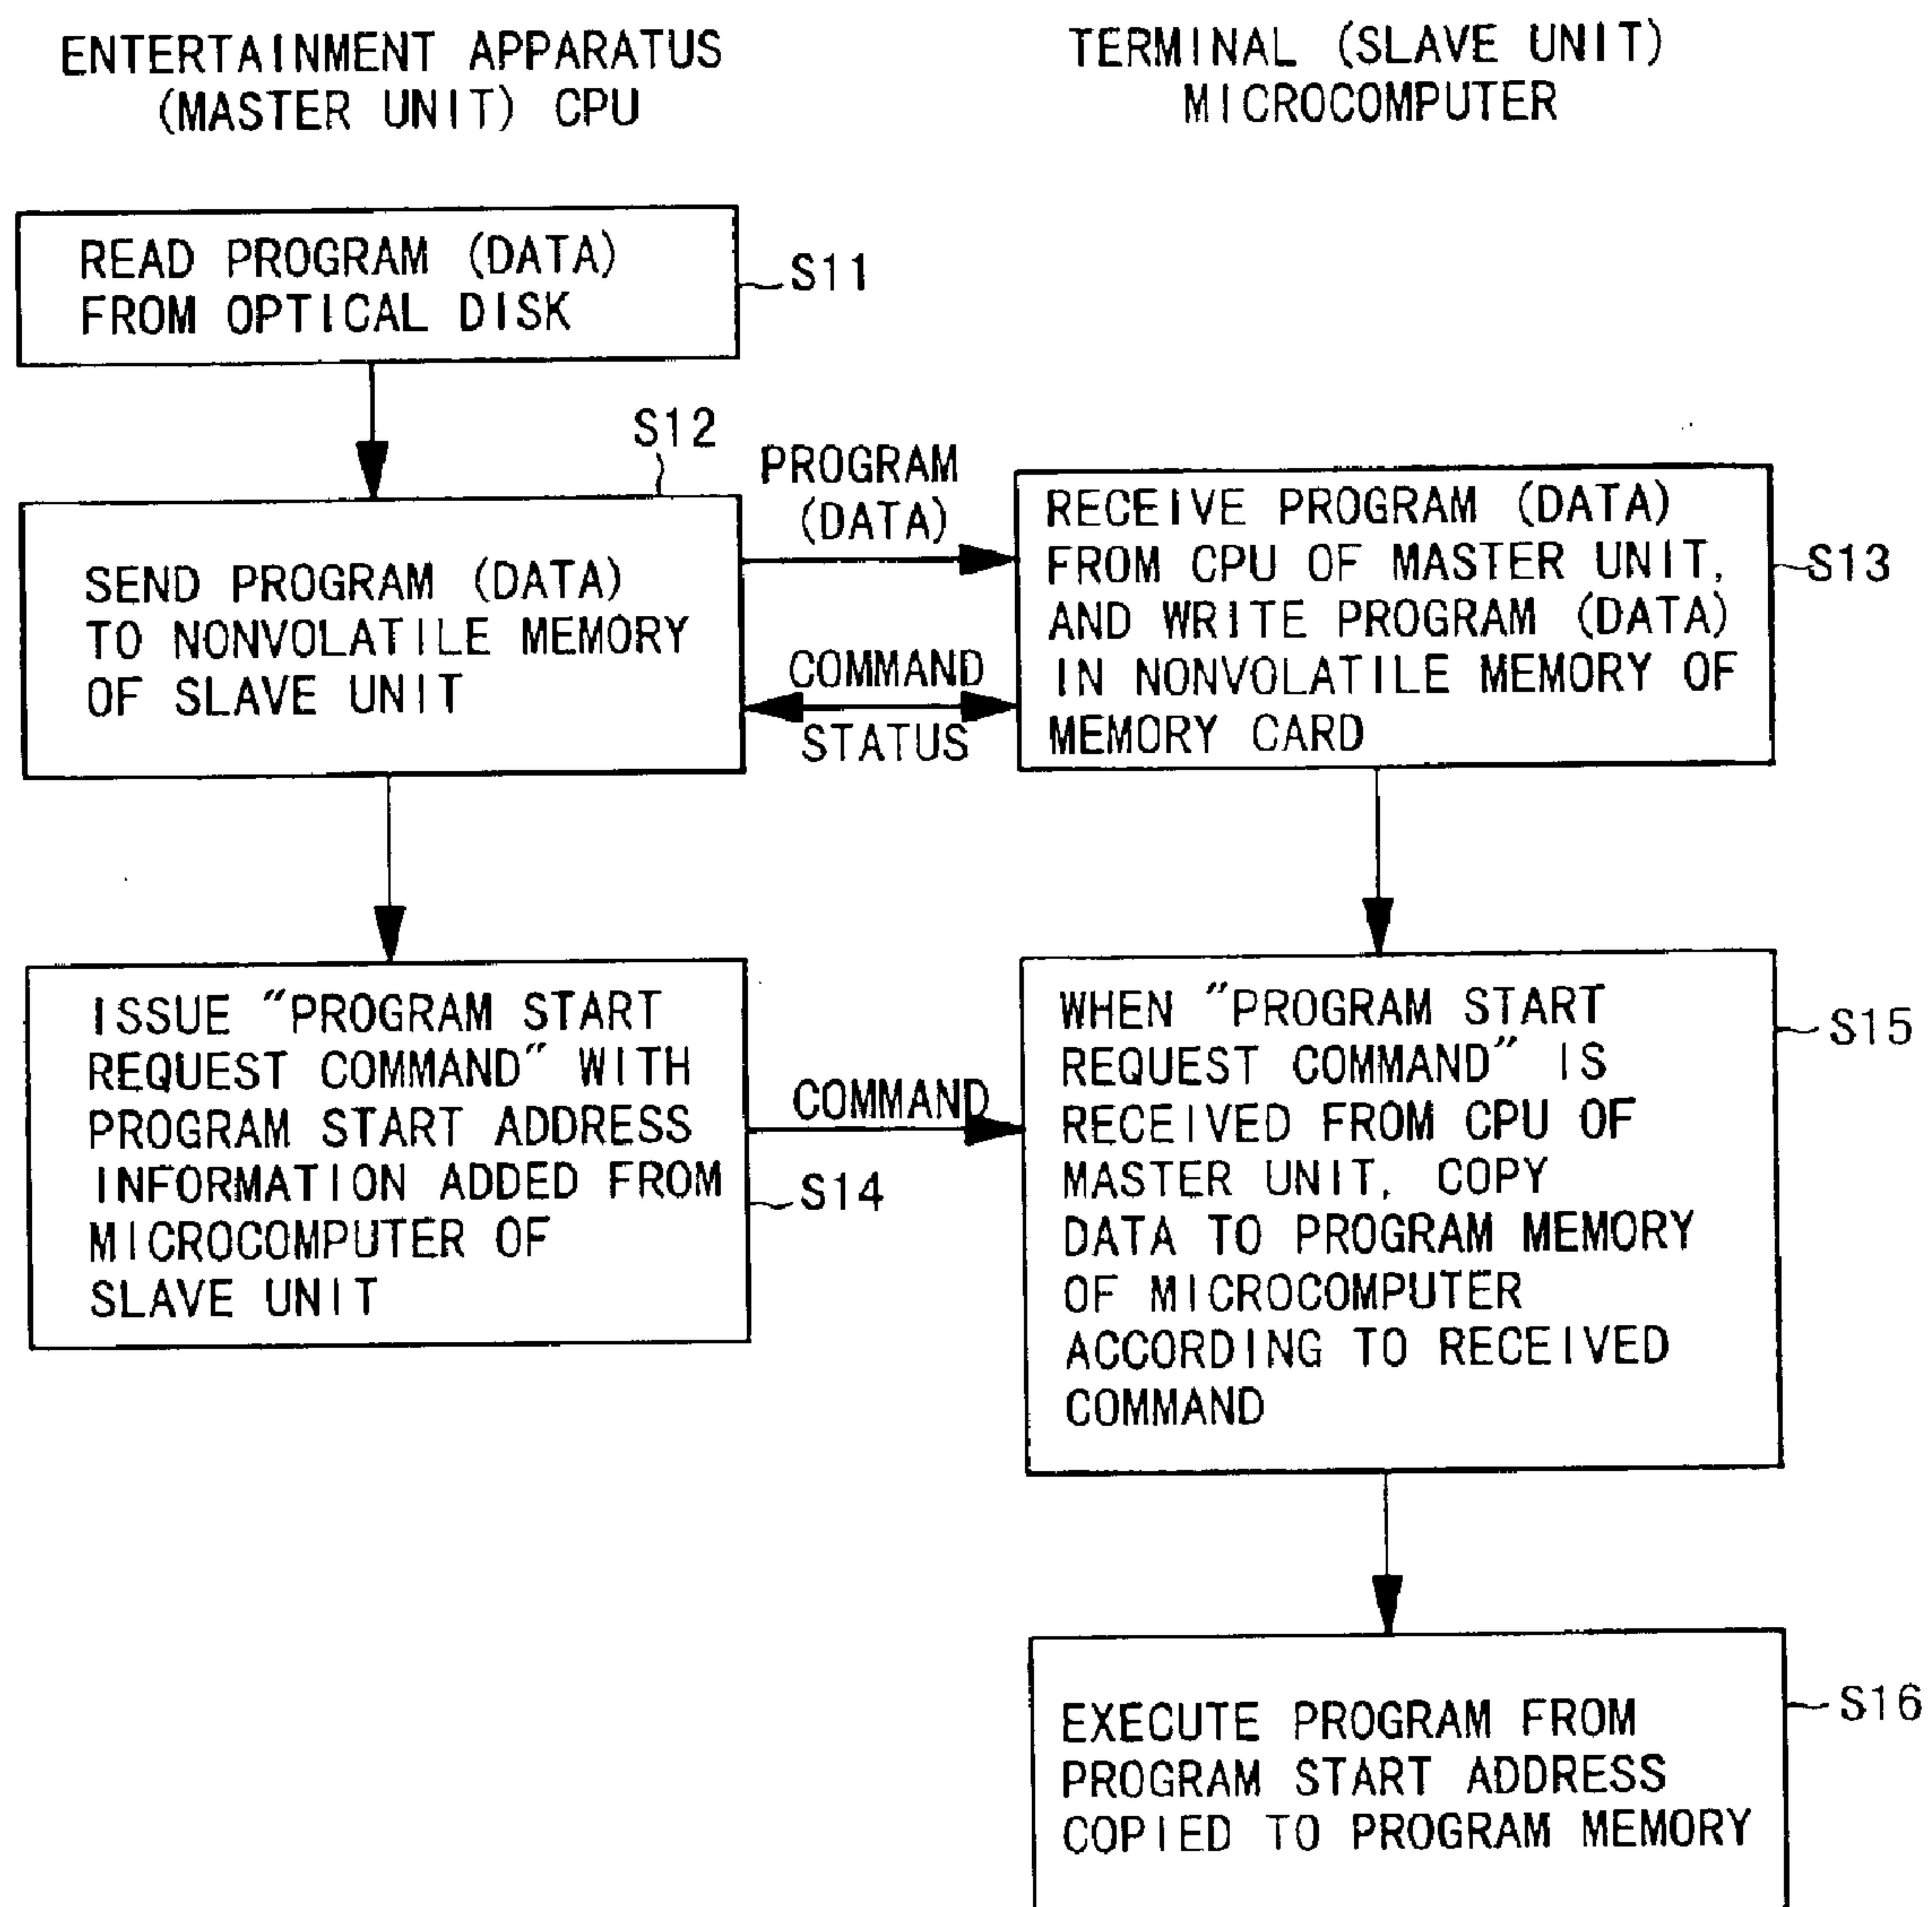 ENTERTAINMENT APPARATUS
(MASTER UNIT) CPU
TERMINAL (SLAVE UNIT)
MICROCOMPUTER
READ PROGRAM (DATA)
FROM OPTICAL DISK
S11
S12
SEND PROGRAM (DATA)
TO NONVOLATILE MEMORY
OF SLAVE UNIT
PROGRAM
(DATA)
COMMAND
STATUS
RECEIVE PROGRAM (DATA)
FROM CPU OF MASTER UNIT,
AND WRITE PROGRAM (DATA)
IN NONVOLATILE MEMORY OF
MEMORY CARD
S13
ISSUE "PROGRAM START
REQUEST COMMAND" WITH
PROGRAM START ADDRESS
INFORMATION ADDED FROM
MICROCOMPUTER OF
SLAVE UNIT
S14
COMMAND
WHEN "PROGRAM START
REQUEST COMMAND" IS
RECEIVED FROM CPU OF
MASTER UNIT, COPY
DATA TO PROGRAM MEMORY
OF MICROCOMPUTER
ACCORDING TO RECEIVED
COMMAND
S15
EXECUTE PROGRAM FROM
PROGRAM START ADDRESS
COPIED TO PROGRAM MEMORY
S16